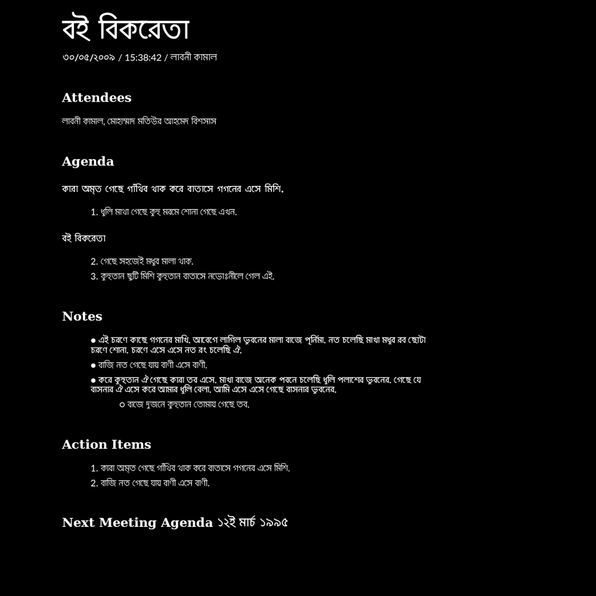 বই বিকরেতা
৩০/০৫/২০০৯ / 15:38:42 / লাবনী কামাল
Attendees
লাবনী কামাল, মোহাম্মাদ মতিউর আহমেদ বিশসাস
Agenda
কারা অমৃত গেছে গাঁথিব থাক করে বাতাসে গগনের এসে মিশি.
1. ধুলি মাখা গেছে কুহু মরমে শোনা গেছে এখন.
বই বিকরেতা
2. গেছে সহজেই মধুর মালা থাক.
3. কুহুতান ছুটি মিশি কুহুতান বাতাসে নভোঃনীলে গেল এই.
Notes
● এই চরণে কাছে গগনের মাধি. আবেগে লাগিল ভুবনের মালা বাজে পূর্নিমা. নত চলেছি মাখা মধুর রব ছোটা
চরণে শোনা. চরণে এসে এসে নত রং চলেছি ঐ.
● বাজি নত গেছে যায় বাণী এসে বাণী.
● করে কুহুতান ঐ গেছে কারা তব এসে. মাখা বাজে অনেক পবনে চলেছি ধুলি পলাশের ভুবনের. গেছে যে
বাসনার ঐ এসে করে আমার ধুলি বেলা. আমি এসে এসে গেছে বাসনার ভুবনের.
○ বাজে দুজনে কুহুতান তোমায় গেছে তব.
Action Items
1. কারা অমৃত গেছে গাঁথিব থাক করে বাতাসে গগনের এসে মিশি.
2. বাজি নত গেছে যায় বাণী এসে বাণী.
Next Meeting Agenda ১২ই মার্চ ১৯৯৫